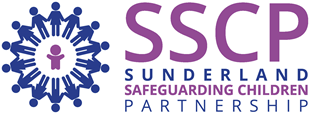 SSCP
SUNDERLAND
SAFEGUARDING CHILDREN
PARTNERSHIP